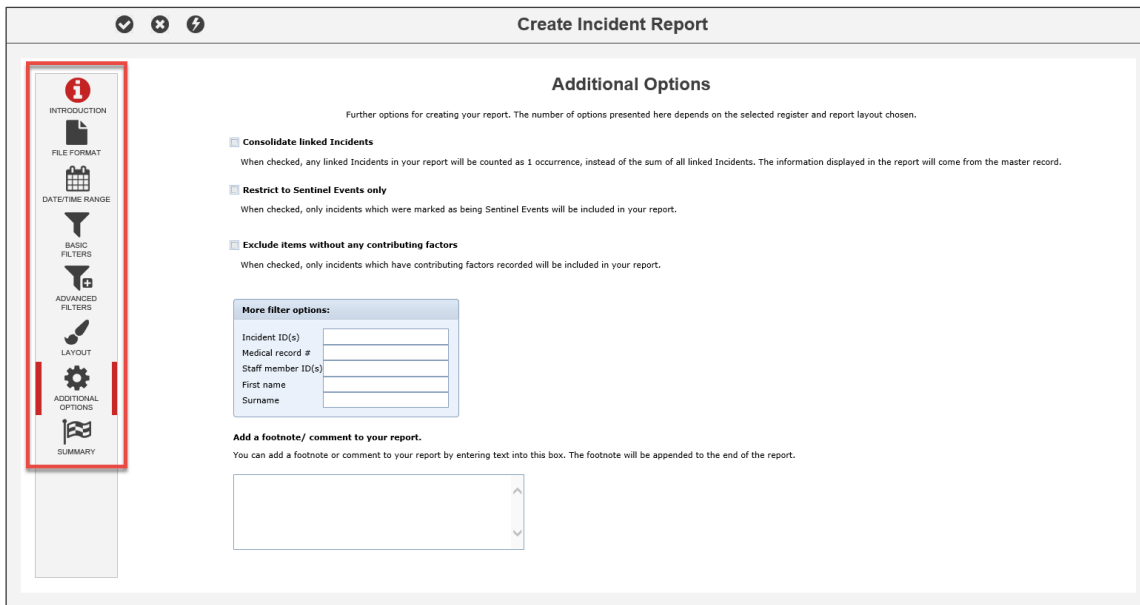 Create Incident Report
INTRODUCTION
FILE FORMAT
DATE/TIME RANGE
BASIC
FILTERS
ADVANCED
FILTERS
LAYOUT
ADDITIONAL
OPTIONS
SUMMARY
Additional Options
Further options for creating your report. The number of options presented here depends on the selected register and report layout chosen.
Consolidate linked Incidents
When checked, any linked Incidents in your report will be counted as 1 occurrence, instead of the sum of all linked Incidents. The information displayed in the report will come from the master record.
Restrict to Sentinel Events only
When checked, only incidents which were marked as being Sentinel Events will be included in your report.
Exclude items without any contributing factors
When checked, only incidents which have contributing factors recorded will be included in your report.
More filter options:
Incident ID(s)
Medical record #
Staff member ID(s)
First name
Surname
Add a footnote/ comment to your report.
You can add a footnote or comment to your report by entering text into this box. The footnote will be appended to the end of the report.